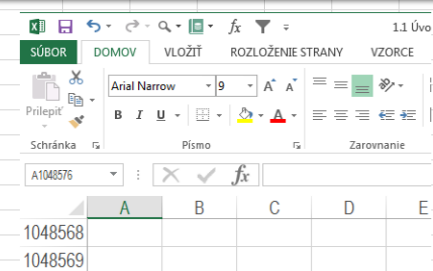 1.1 Úvo
SÚBOR DOMOV VLOŽIŤ ROZLOŽENIE STRANY VZORCE
Prilepiť Arial Narrow 9 A A
B I U A
Schránka Písmo Zarovnanie
A1048576 fx
A B C D E
1048568
1048569